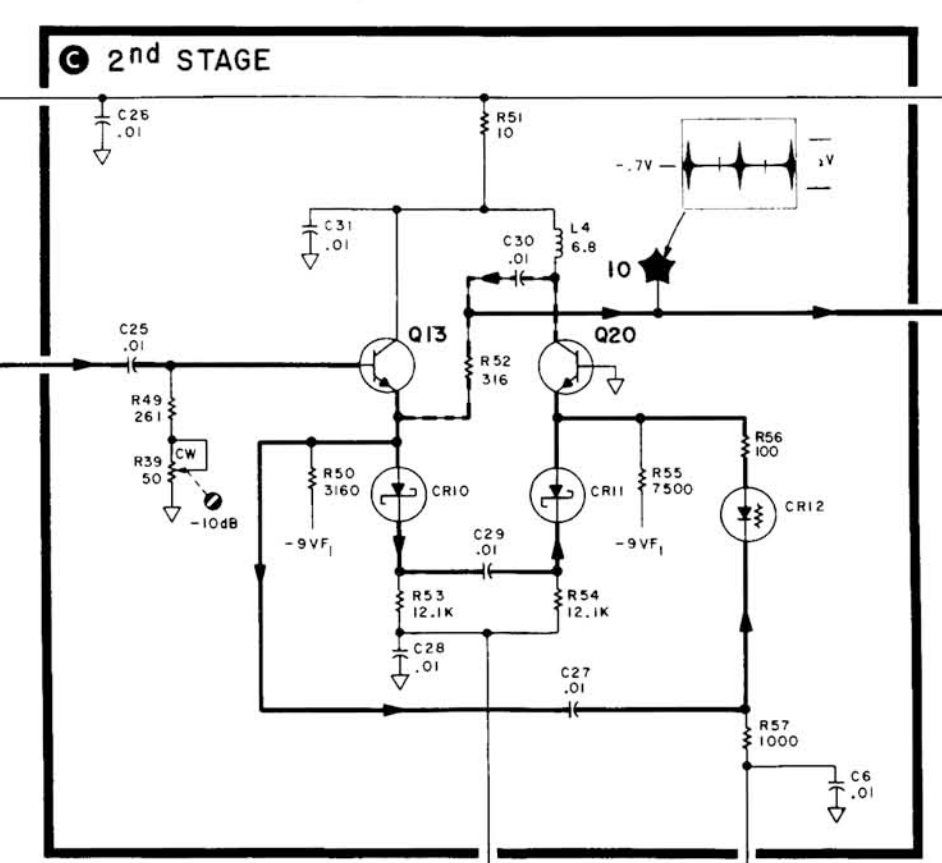 C 2nd STAGE
C26
.01
R51
10
-.7V
V
C31
.01
C30
.01
L4
6.8
10
C25
.01
Q13
R52
316
Q20
R49
261
R39
50
CW
-10dB
R50
3160
CR10
CR11
R55
7500
R56
100
CR12
-9VF1
C29
.01
-9VF1
R53
12.1K
R54
12.1K
C28
.01
C27
.01
R57
1000
C6
.01